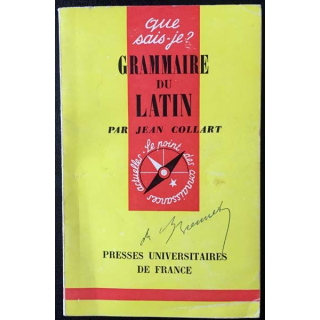 que
sais-je?
GRAMMAIRE
DU
LATIN
PAR JEAN COLLART
Le point des connaissances actuelles
PRESSES UNIVERSITAIRES
DE FRANCE